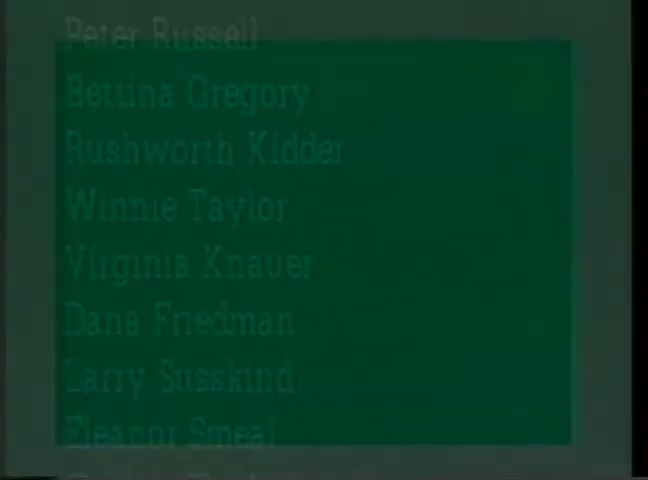 Peter Russell
Bettina Gregory
Rushworth Kidder
Winnie Taylor
Virginia Knauer
Dana Friedman
Larry Susskind
Eleanor Smeal